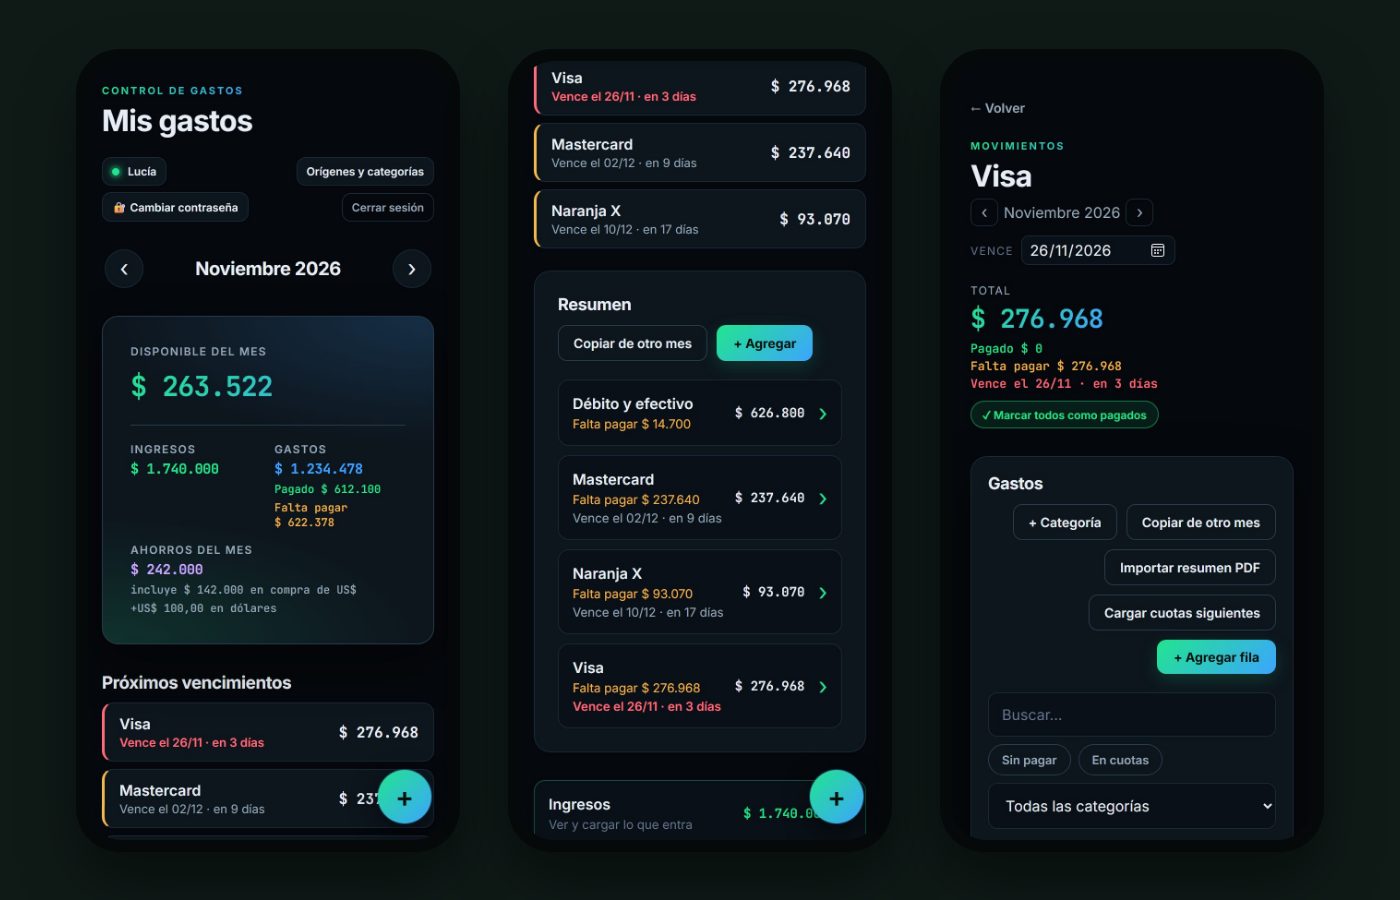 CONTROL DE GASTOS
Mis gastos
Lucía
Orígenes y categorías
🔐 Cambiar contraseña
Cerrar sesión
‹ Noviembre 2026 ›
DISPONIBLE DEL MES
$ 263.522
INGRESOS
$ 1.740.000
GASTOS
$ 1.234.478
Pagado $ 612.100
Falta pagar
$ 622.378
AHORROS DEL MES
$ 242.000
incluye $ 142.000 en compra de US$
+US$ 100,00 en dólares
Próximos vencimientos
Visa
Vence el 26/11 · en 3 días
$ 276.968
Mastercard
Vence el 02/12 · en 9 días
$ 237
+
Visa
Vence el 26/11 · en 3 días
$ 276.968
Mastercard
Vence el 02/12 · en 9 días
$ 237.640
Naranja X
Vence el 10/12 · en 17 días
$ 93.070
Resumen
Copiar de otro mes
+ Agregar
Débito y efectivo
Falta pagar $ 14.700
$ 626.800 ›
Mastercard
Falta pagar $ 237.640
Vence el 02/12 · en 9 días
$ 237.640 ›
Naranja X
Falta pagar $ 93.070
Vence el 10/12 · en 17 días
$ 93.070 ›
Visa
Falta pagar $ 276.968
Vence el 26/11 · en 3 días
$ 276.968 ›
Ingresos
Ver y cargar lo que entra
$ 1.740.0
+
← Volver
MOVIMIENTOS
Visa
‹ Noviembre 2026 ›
VENCE 26/11/2026
TOTAL
$ 276.968
Pagado $ 0
Falta pagar $ 276.968
Vence el 26/11 · en 3 días
✓ Marcar todos como pagados
Gastos
+ Categoría
Copiar de otro mes
Importar resumen PDF
Cargar cuotas siguientes
+ Agregar fila
Buscar...
Sin pagar
En cuotas
Todas las categorías